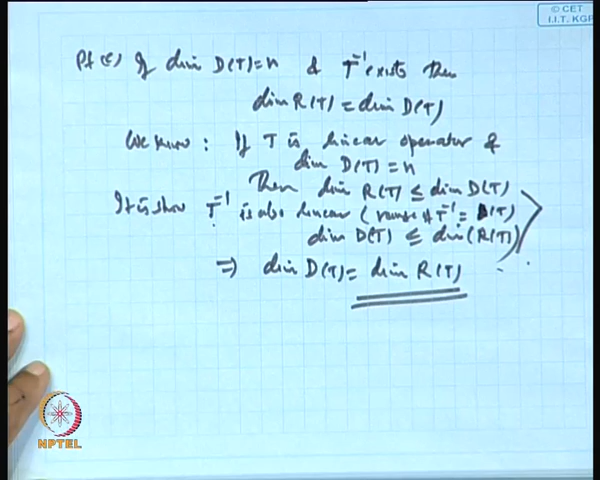 © CET
I.I.T. KGP
Pf (c) If dim D(T)=n & T⁻¹ exists then
dim R(T) = dim D(T)
We know : If T is linear operator &
dim D(T) = n
Then dim R(T) ≤ dim D(T)
It is show T⁻¹ is also linear (range of T⁻¹ = D(T)
dim D(T) ≤ dim(R(T))
⇒ dim D(T) = dim R(T)
NPTEL